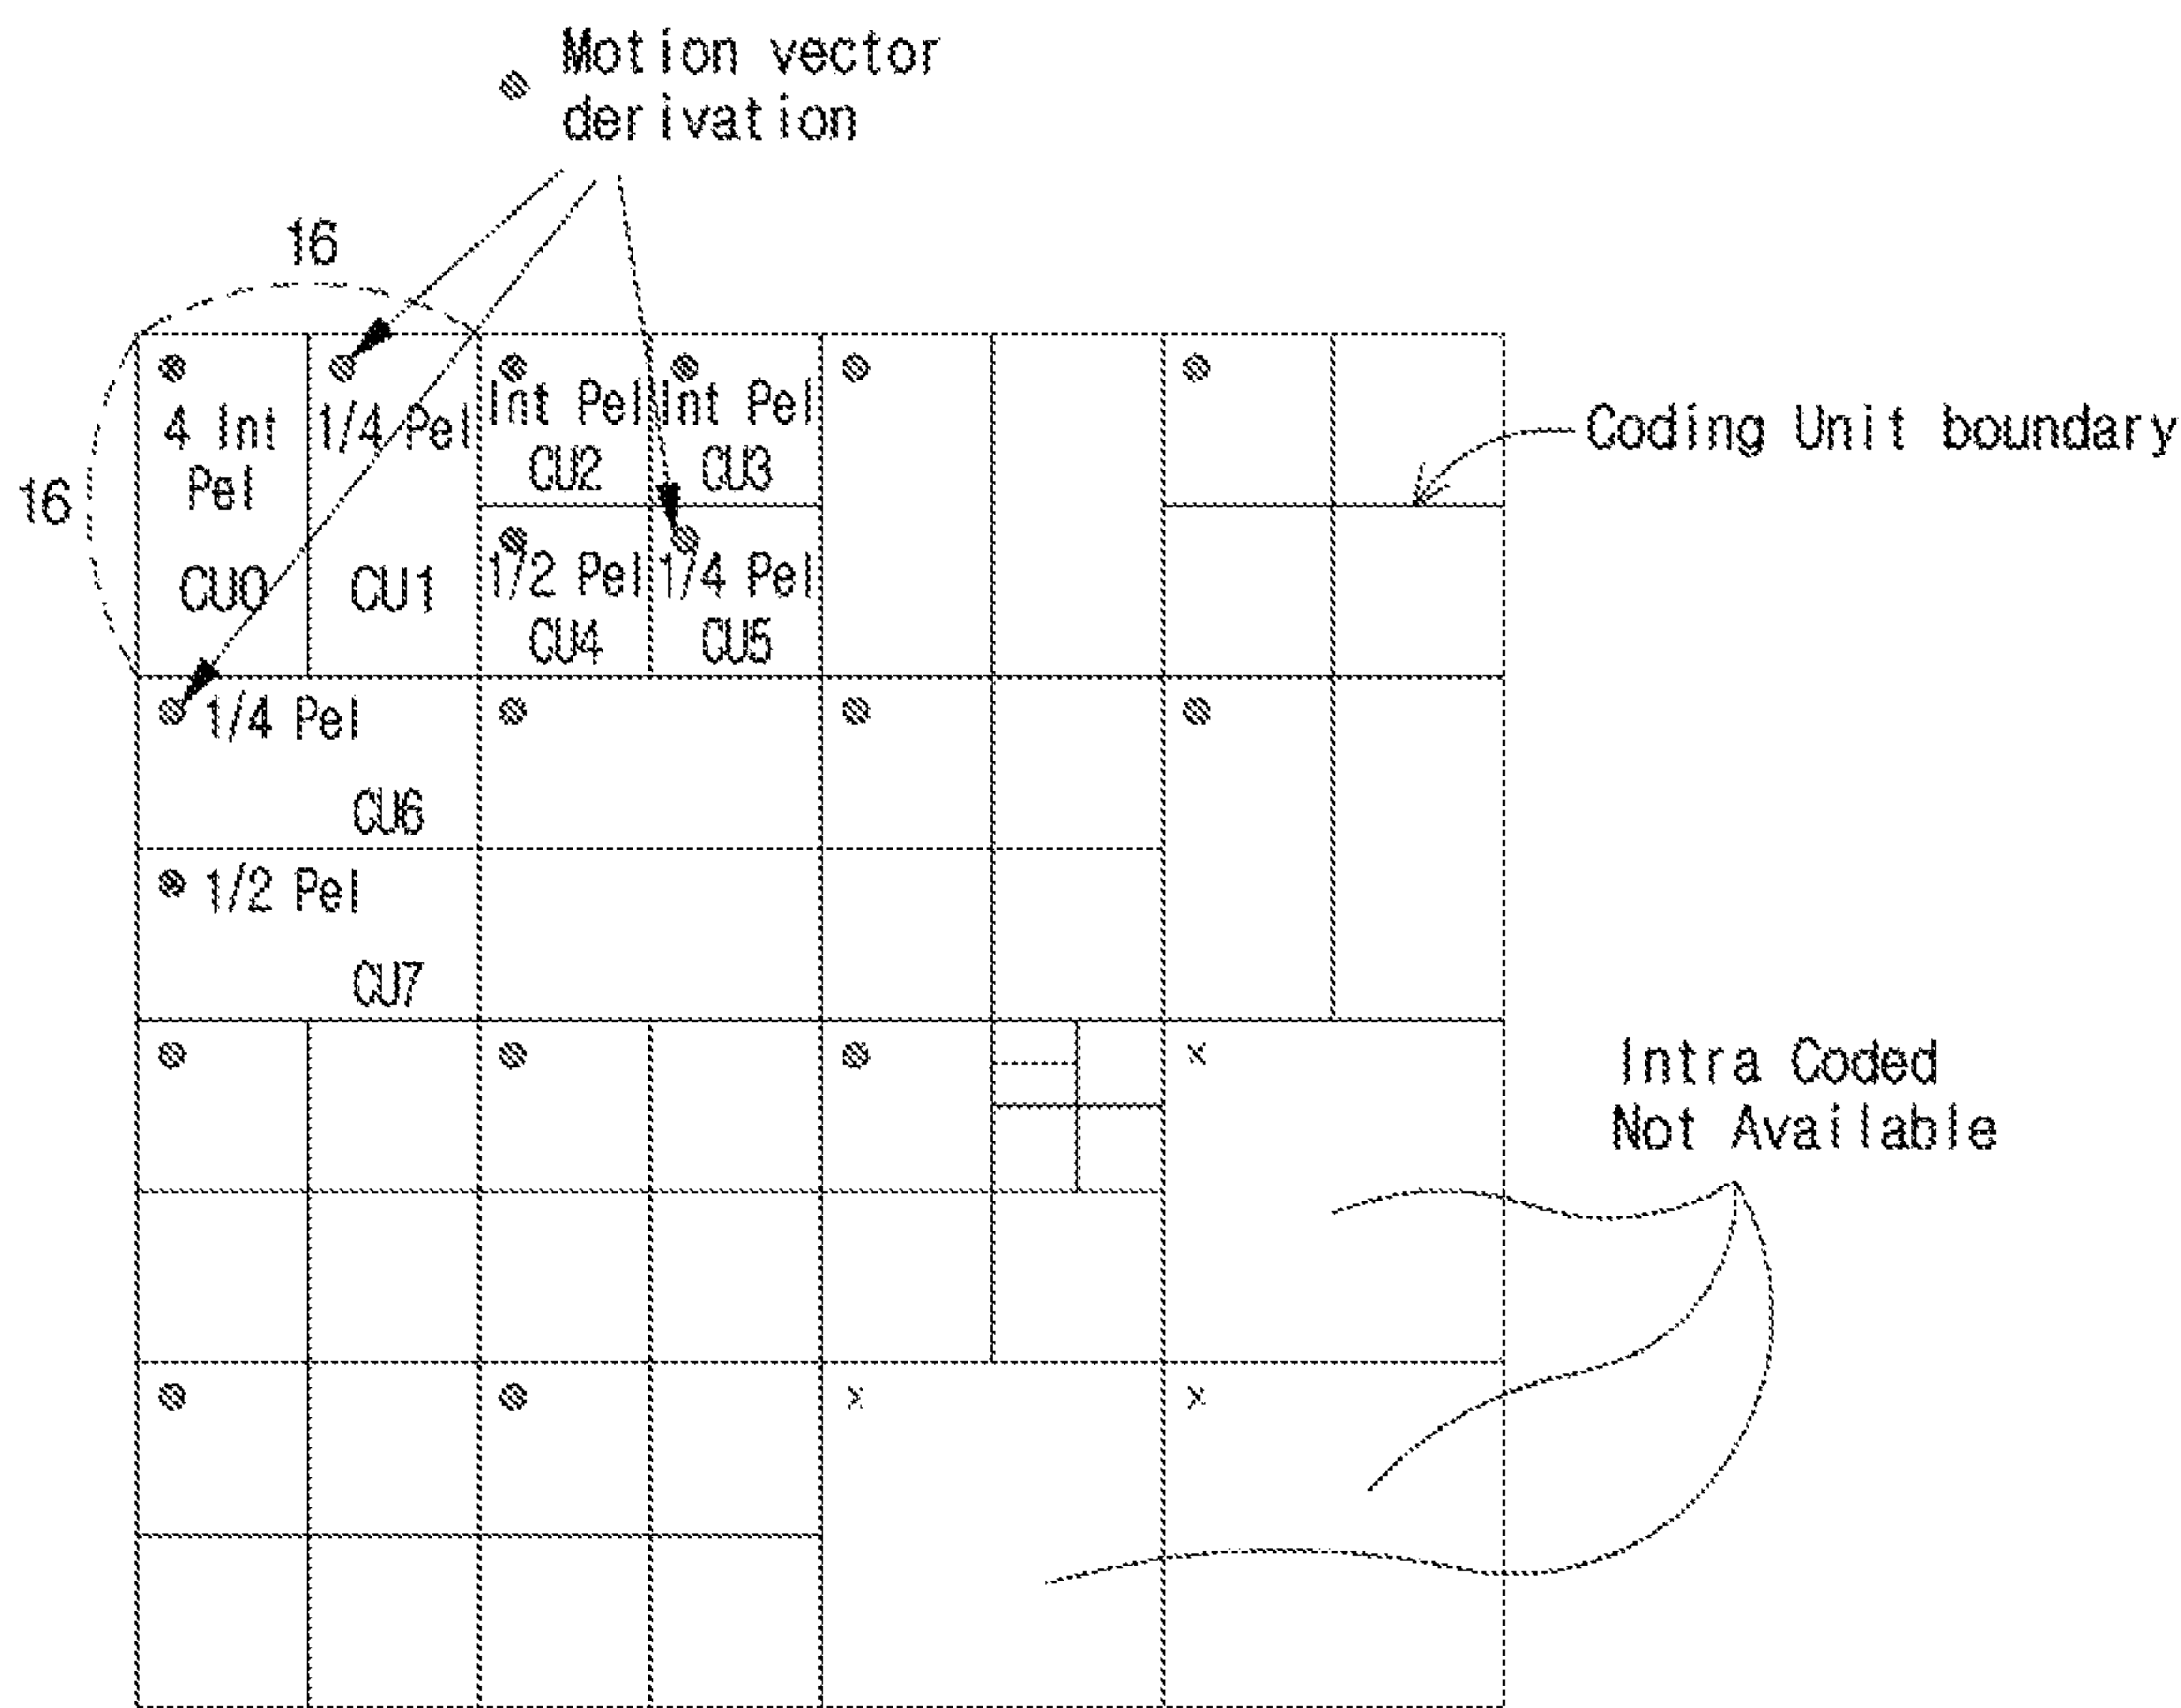 Motion vector
derivation
16
16
4 Int
Pel
CU0
1/4 Pel
CU1
Int Pel
CU2
Int Pel
CU3
1/2 Pel
CU4
1/4 Pel
CU5
Coding Unit boundary
1/4 Pel
CU6
1/2 Pel
CU7
x
Intra Coded
Not Available
x
x